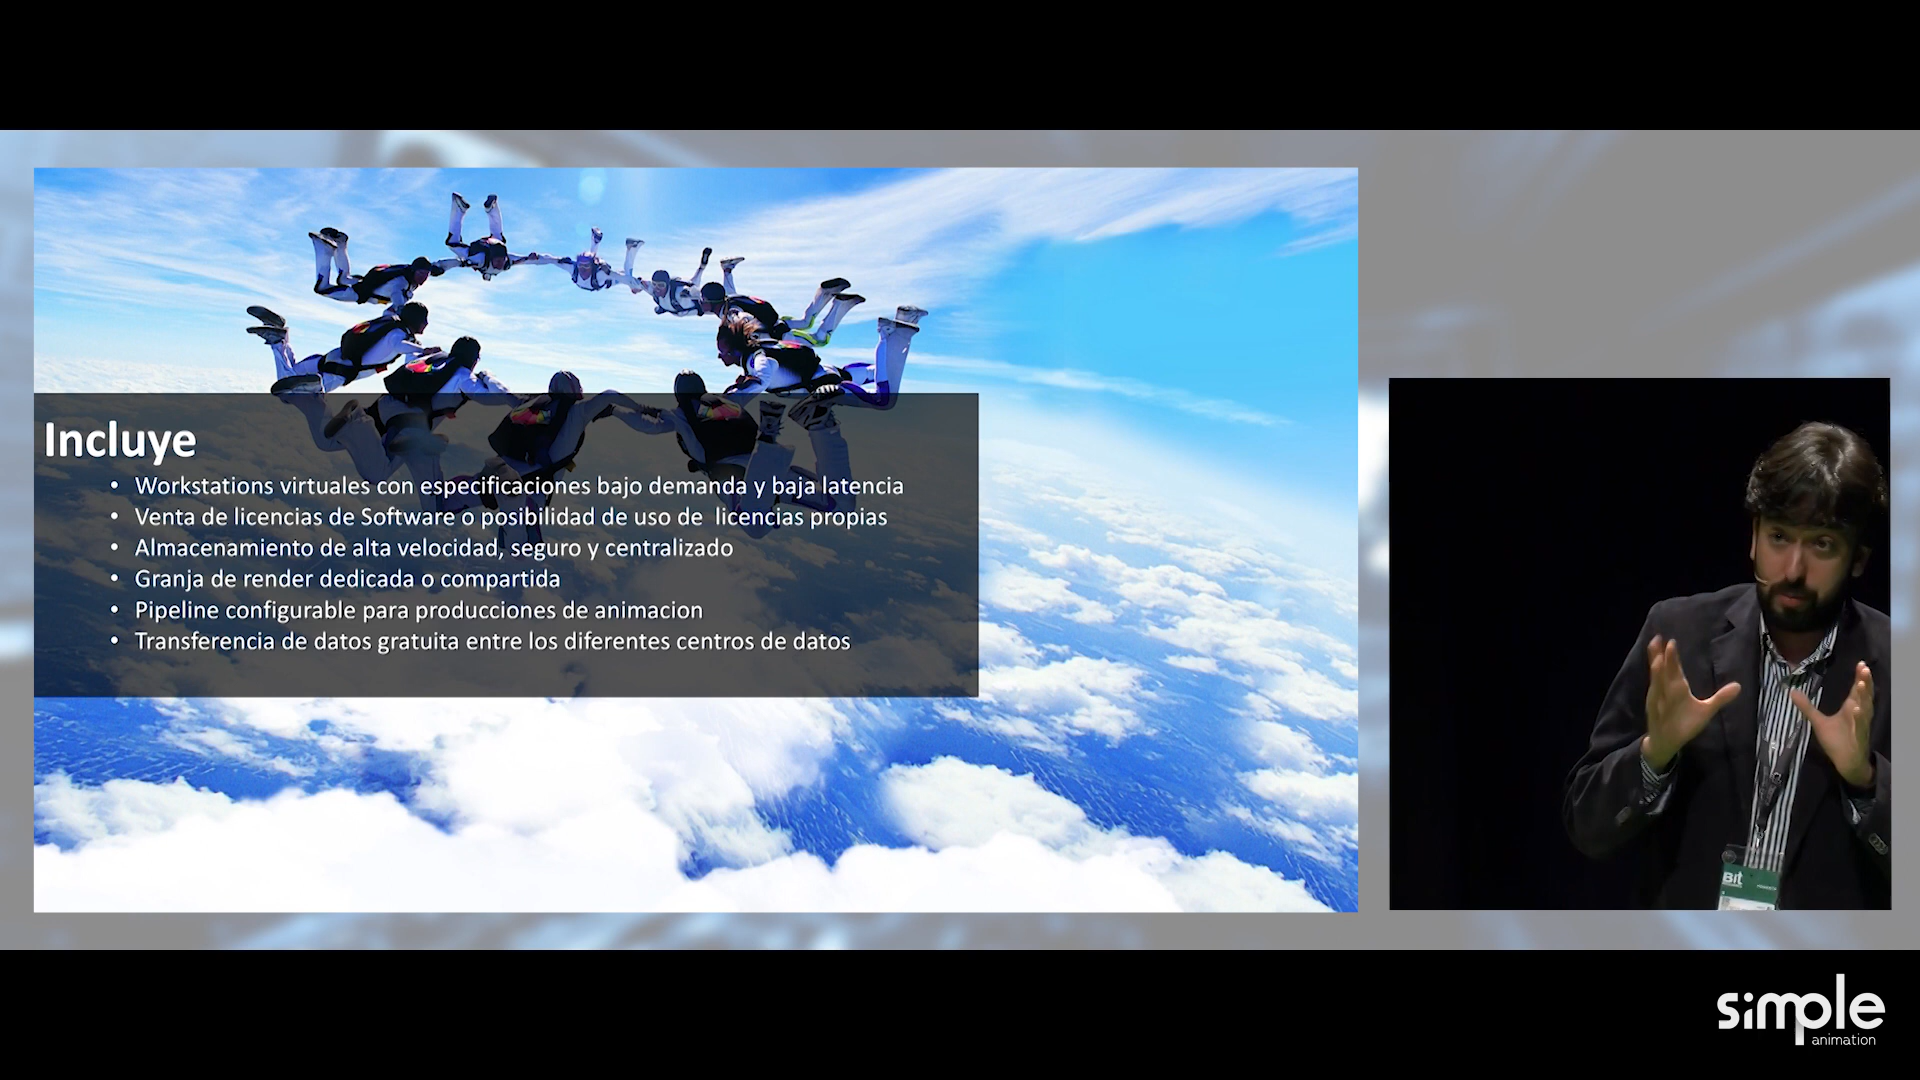 Incluye
• Workstations virtuales con especificaciones bajo demanda y baja latencia
• Venta de licencias de Software o posibilidad de uso de licencias propias
• Almacenamiento de alta velocidad, seguro y centralizado
• Granja de render dedicada o compartida
• Pipeline configurable para producciones de animacion
• Transferencia de datos gratuita entre los diferentes centros de datos
Bit
simple
animation